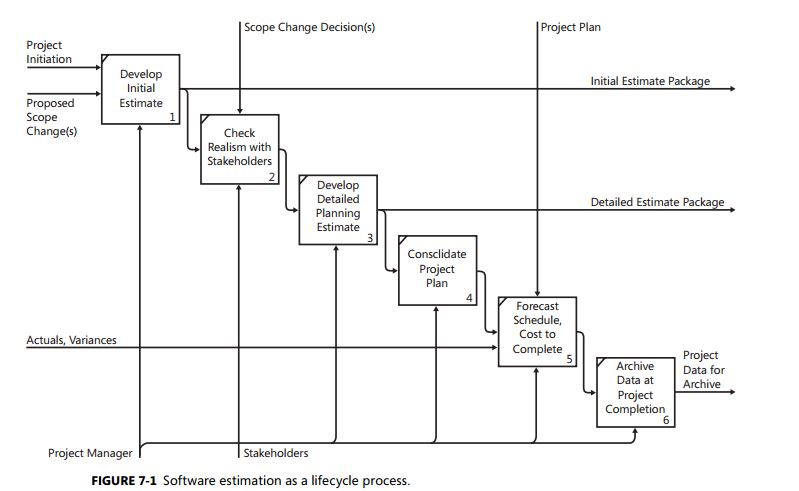 Scope Change Decision(s)
Project Plan
Project
Initiation
Develop
Initial
Estimate
1
Initial Estimate Package
Proposed
Scope
Change(s)
Check
Realism with
Stakeholders
2
Develop
Detailed
Planning
Estimate
3
Detailed Estimate Package
Consclidate
Project
Plan
4
Forecast
Schedule,
Cost to
Complete
5
Actuals, Variances
Archive
Data at
Project
Completion
6
Project
Data for
Archive
Project Manager
Stakeholders
FIGURE 7-1 Software estimation as a lifecycle process.